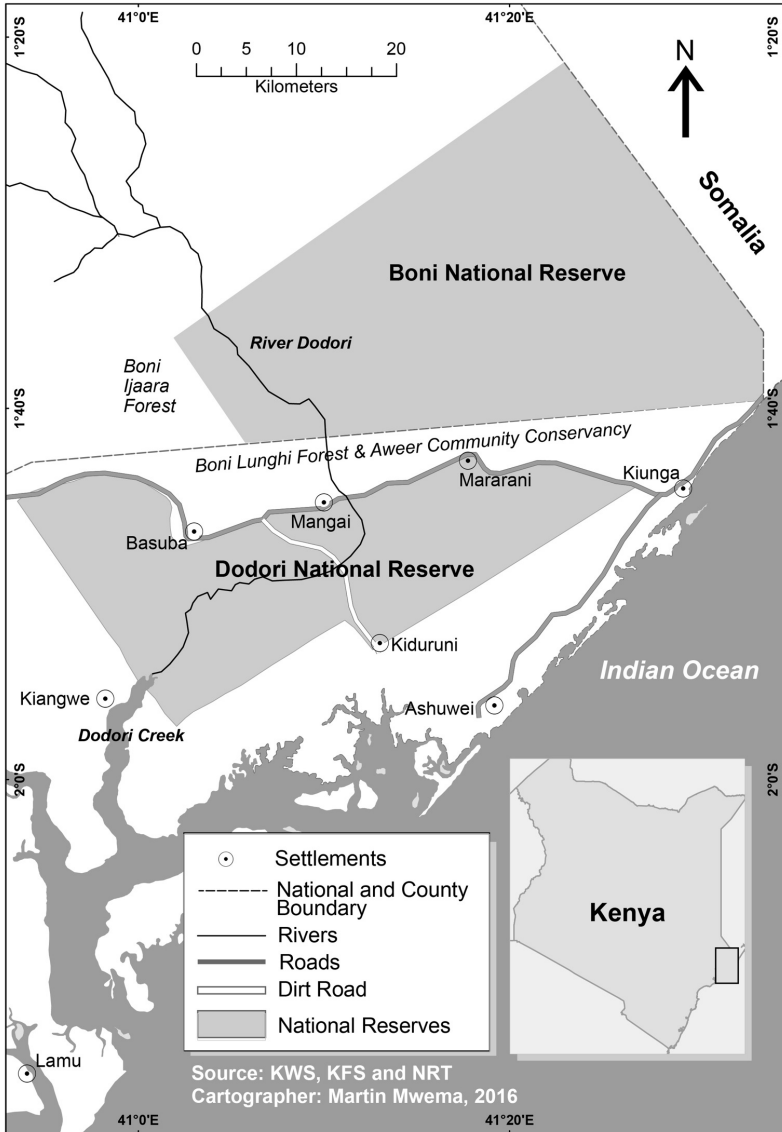 41°0'E
41°20'E
1°20'S
1°20'S
0 5 10 20
Kilometers
N
Somalia
Boni National Reserve
River Dodori
Boni
Ijaara
Forest
1°40'S
1°40'S
Boni Lunghi Forest & Aweer Community Conservancy
Mararani
Kiunga
Mangai
Basuba
Dodori National Reserve
Kiduruni
Indian Ocean
Kiangwe
Ashuwei
Dodori Creek
2°0'S
2°0'S
Settlements
National and County
Boundary
Rivers
Roads
Dirt Road
National Reserves
Kenya
Lamu
Source: KWS, KFS and NRT
Cartographer: Martin Mwema, 2016
41°0'E
41°20'E